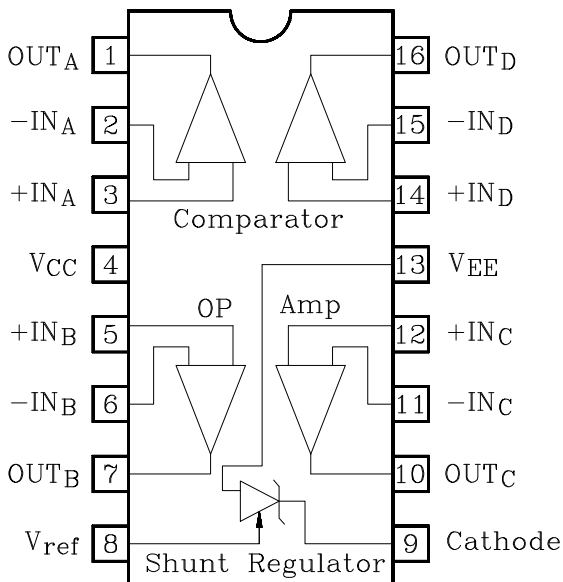 OUTA 1 16 OUTD
-INA 2 15 -IND
+INA 3 14 +IND
Comparator
VCC 4 13 VEE
OP Amp
+INB 5 12 +INC
-INB 6 11 -INC
OUTB 7 10 OUTC
Vref 8 9 Cathode
Shunt Regulator